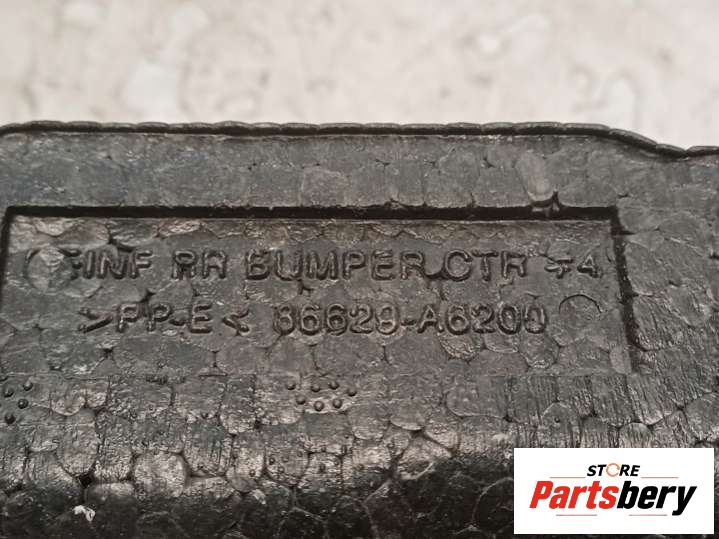 INF RR BUMPER CTR
>PP-E< 86629-A6200
STORE
Partsbery